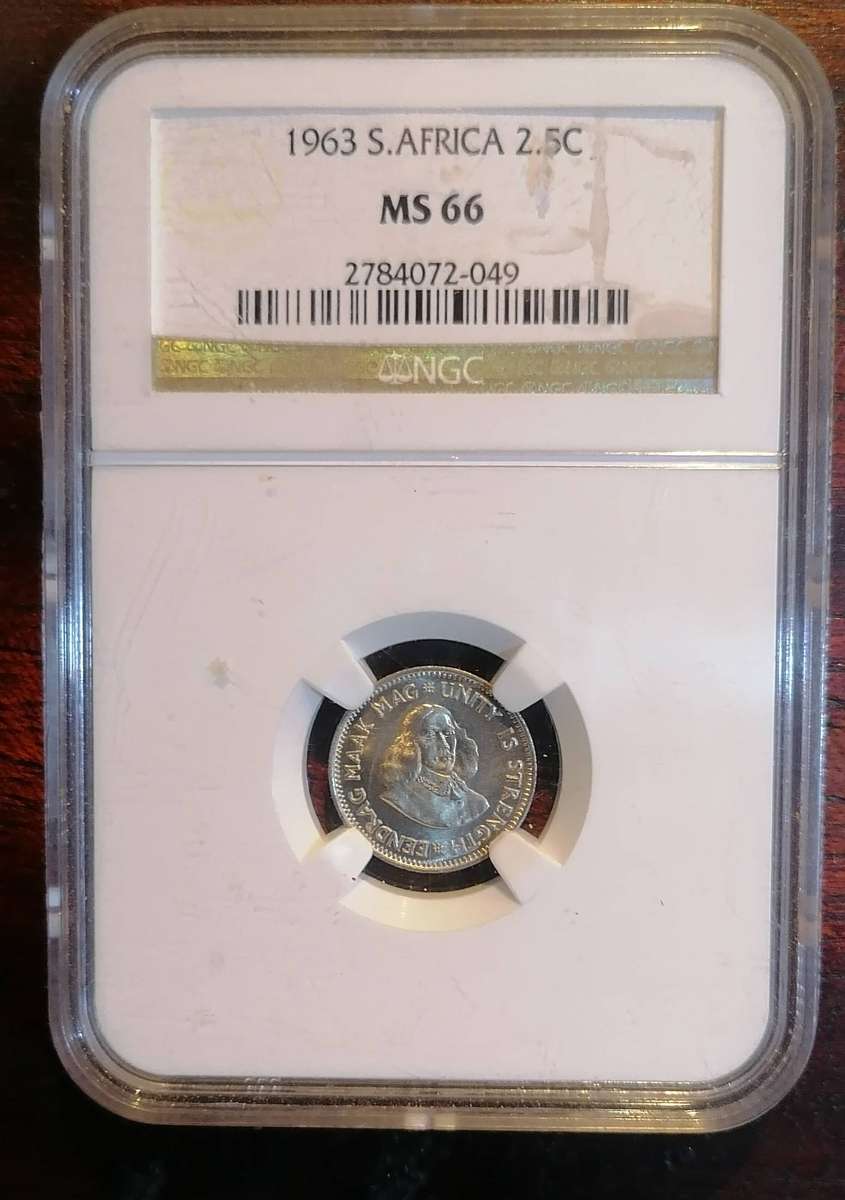 1963 S.AFRICA 2.5C
MS 66
2784072-049
NGC
EENDRAG MAAK MAG * UNITY IS STRENGTH *